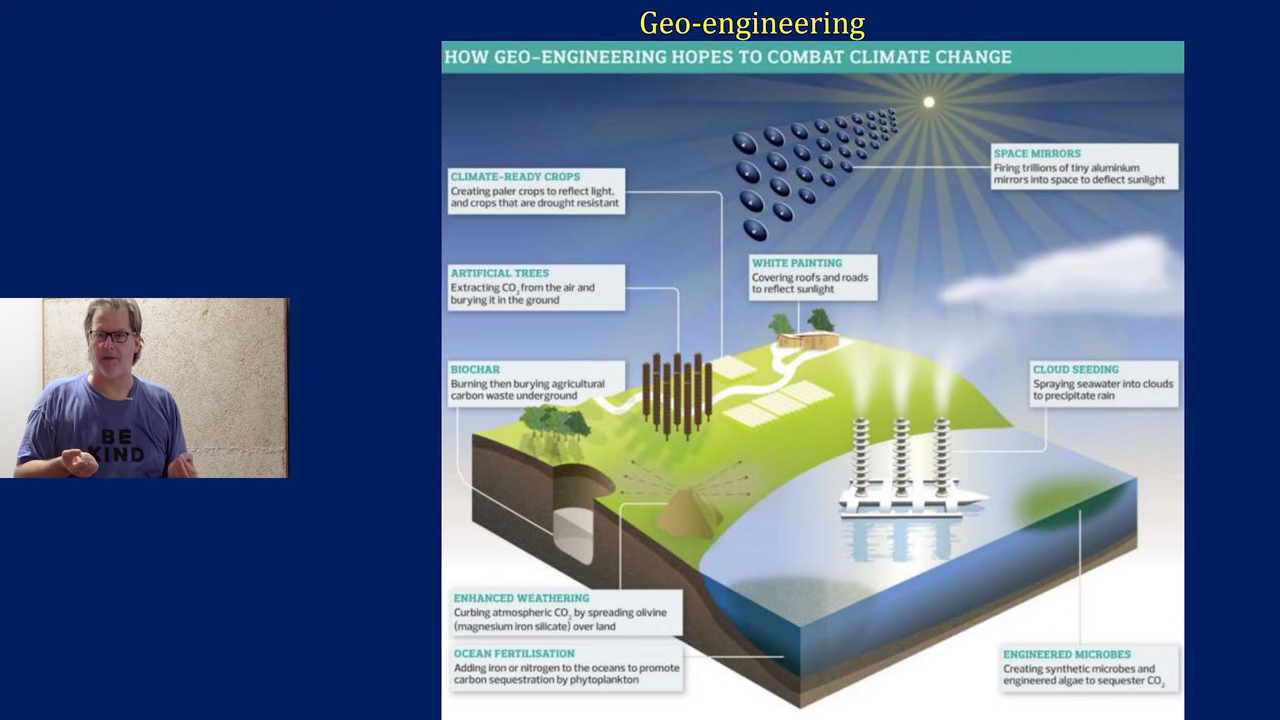 Geo-engineering
HOW GEO-ENGINEERING HOPES TO COMBAT CLIMATE CHANGE
SPACE MIRRORS
Firing trillions of tiny aluminium
mirrors into space to deflect sunlight
CLIMATE-READY CROPS
Creating paler crops to reflect light,
and crops that are drought resistant
WHITE PAINTING
Covering roofs and roads
to reflect sunlight
ARTIFICIAL TREES
Extracting CO₂ from the air and
burying it in the ground
BIOCHAR
Burning then burying agricultural
carbon waste underground
CLOUD SEEDING
Spraying seawater into clouds
to precipitate rain
BE
KIND
ENHANCED WEATHERING
Curbing atmospheric CO₂ by spreading olivine
(magnesium iron silicate) over land
OCEAN FERTILISATION
Adding iron or nitrogen to the oceans to promote
carbon sequestration by phytoplankton
ENGINEERED MICROBES
Creating synthetic microbes and
engineered algae to sequester CO₂